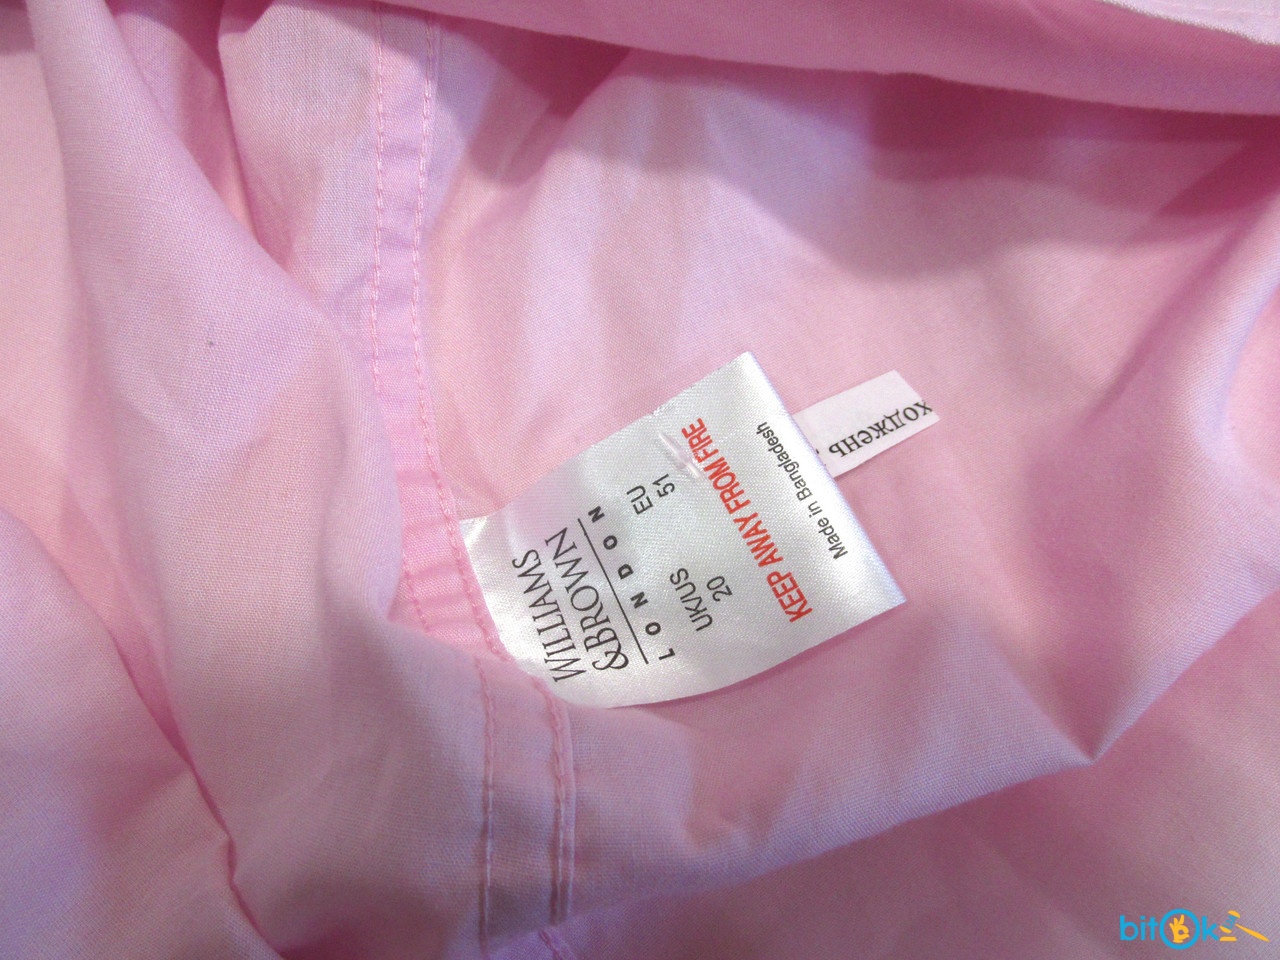 WILLIAMS
&BROWN
LONDON
UK/US EU
20 51
KEEP AWAY FROM FIRE
Made in Bangladesh
ходжень
bitOk